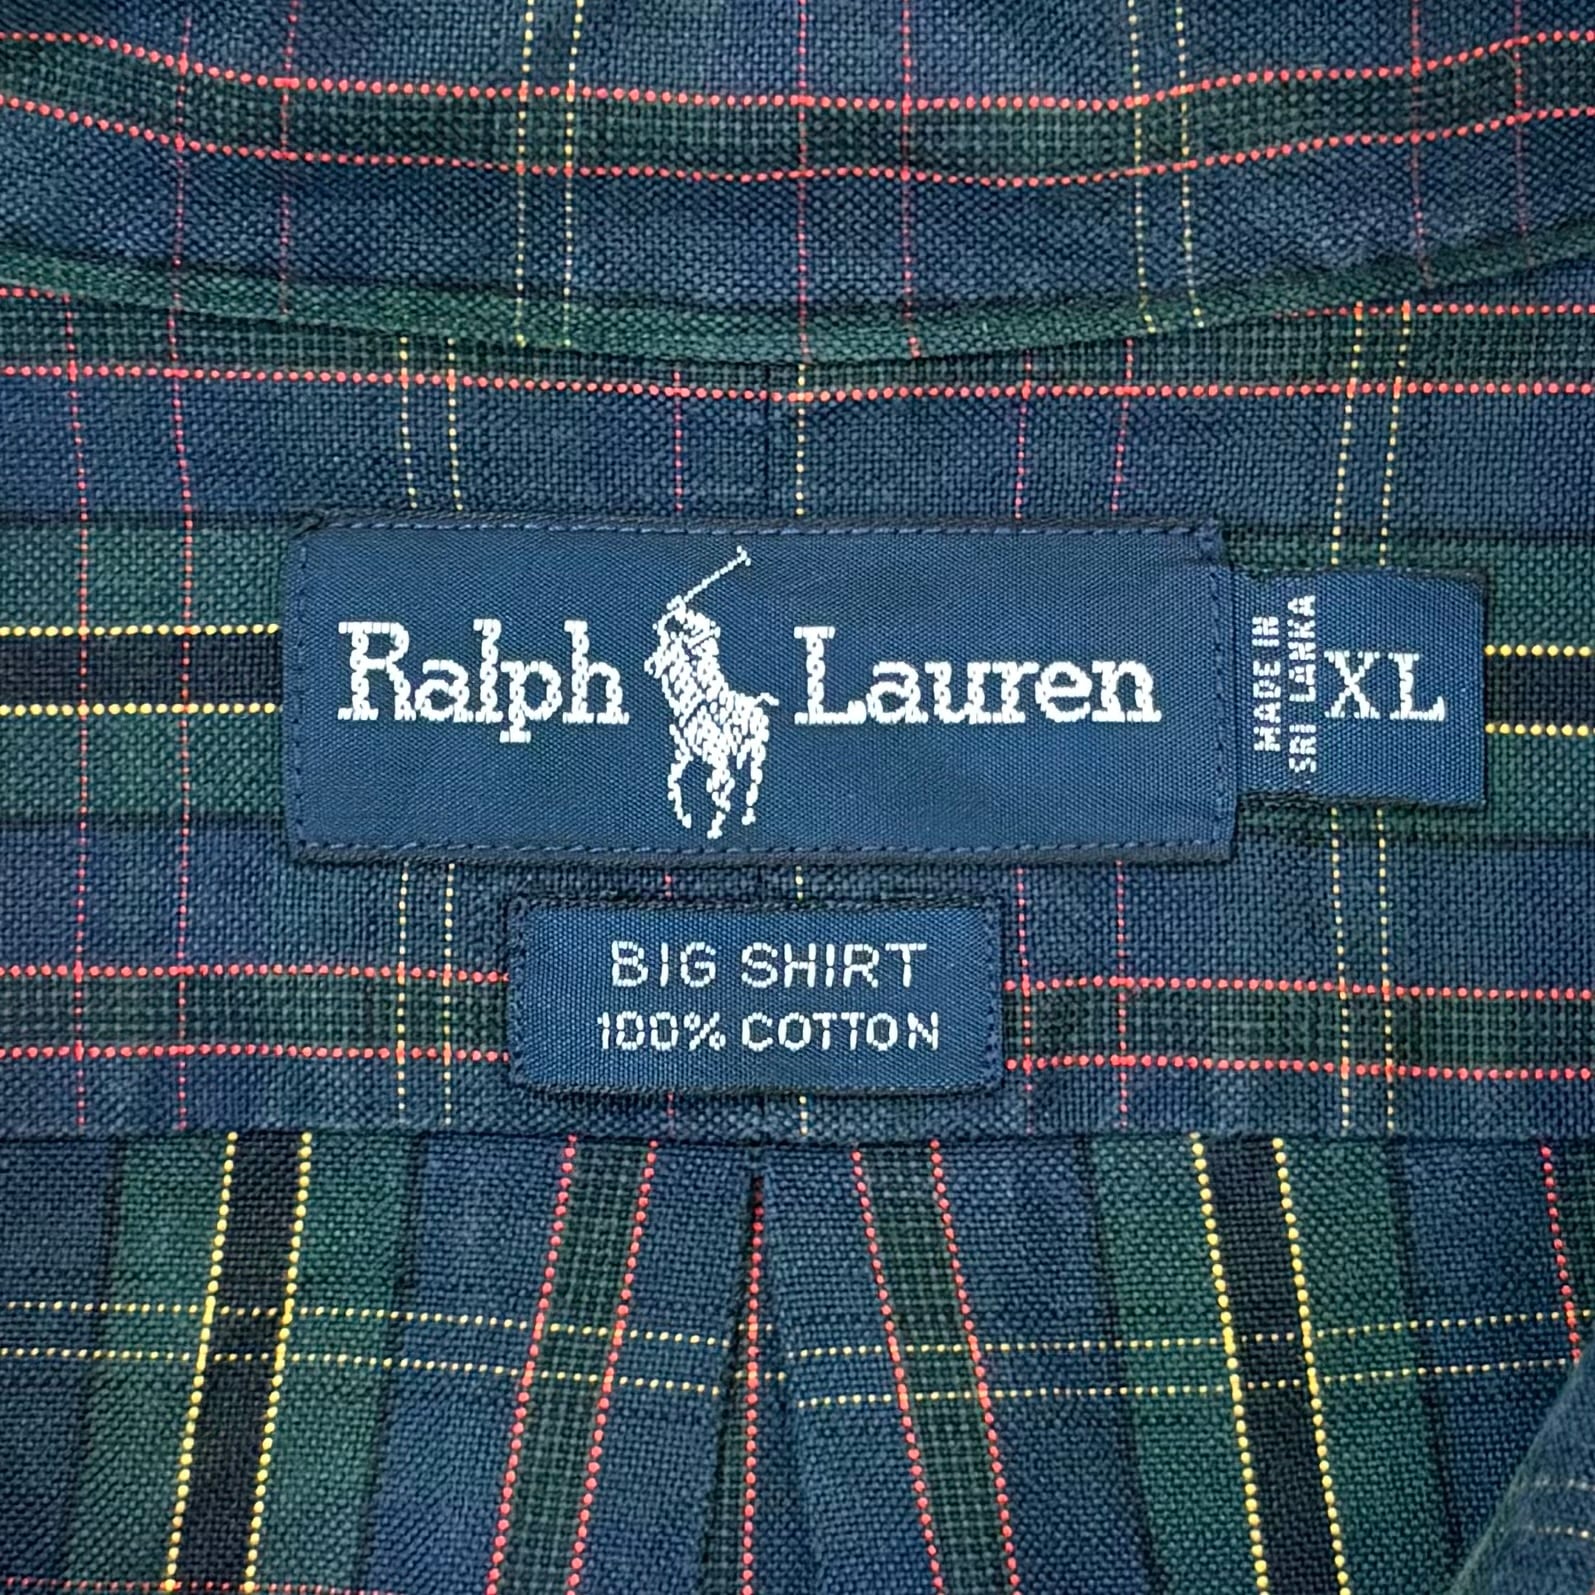 Ralph Lauren
MADE IN
SRI LANKA
XL
BIG SHIRT
100% COTTON